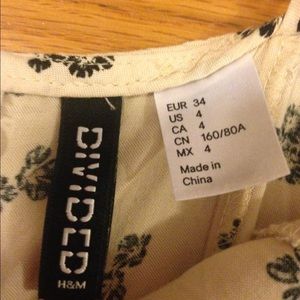 DIVIDED
H&M
EUR 34
US 4
CA 4
CN 160/80A
MX 4
Made in
China